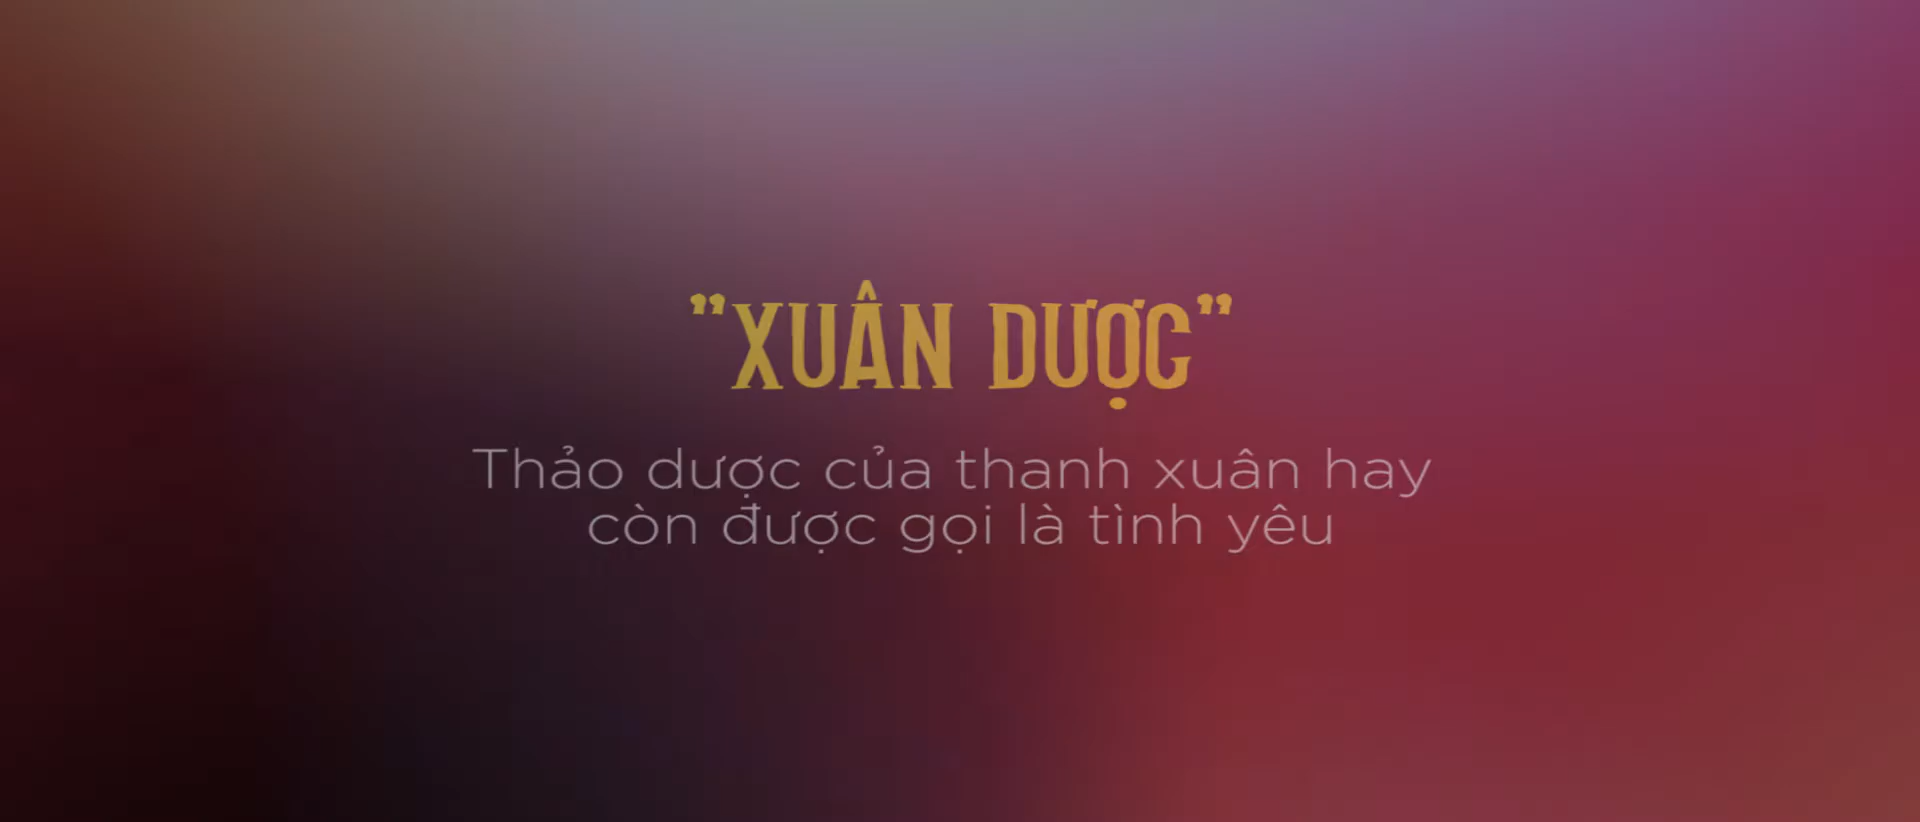 "XUÂN DƯỢC"
Thảo dược của thanh xuân hay
còn được gọi là tình yêu